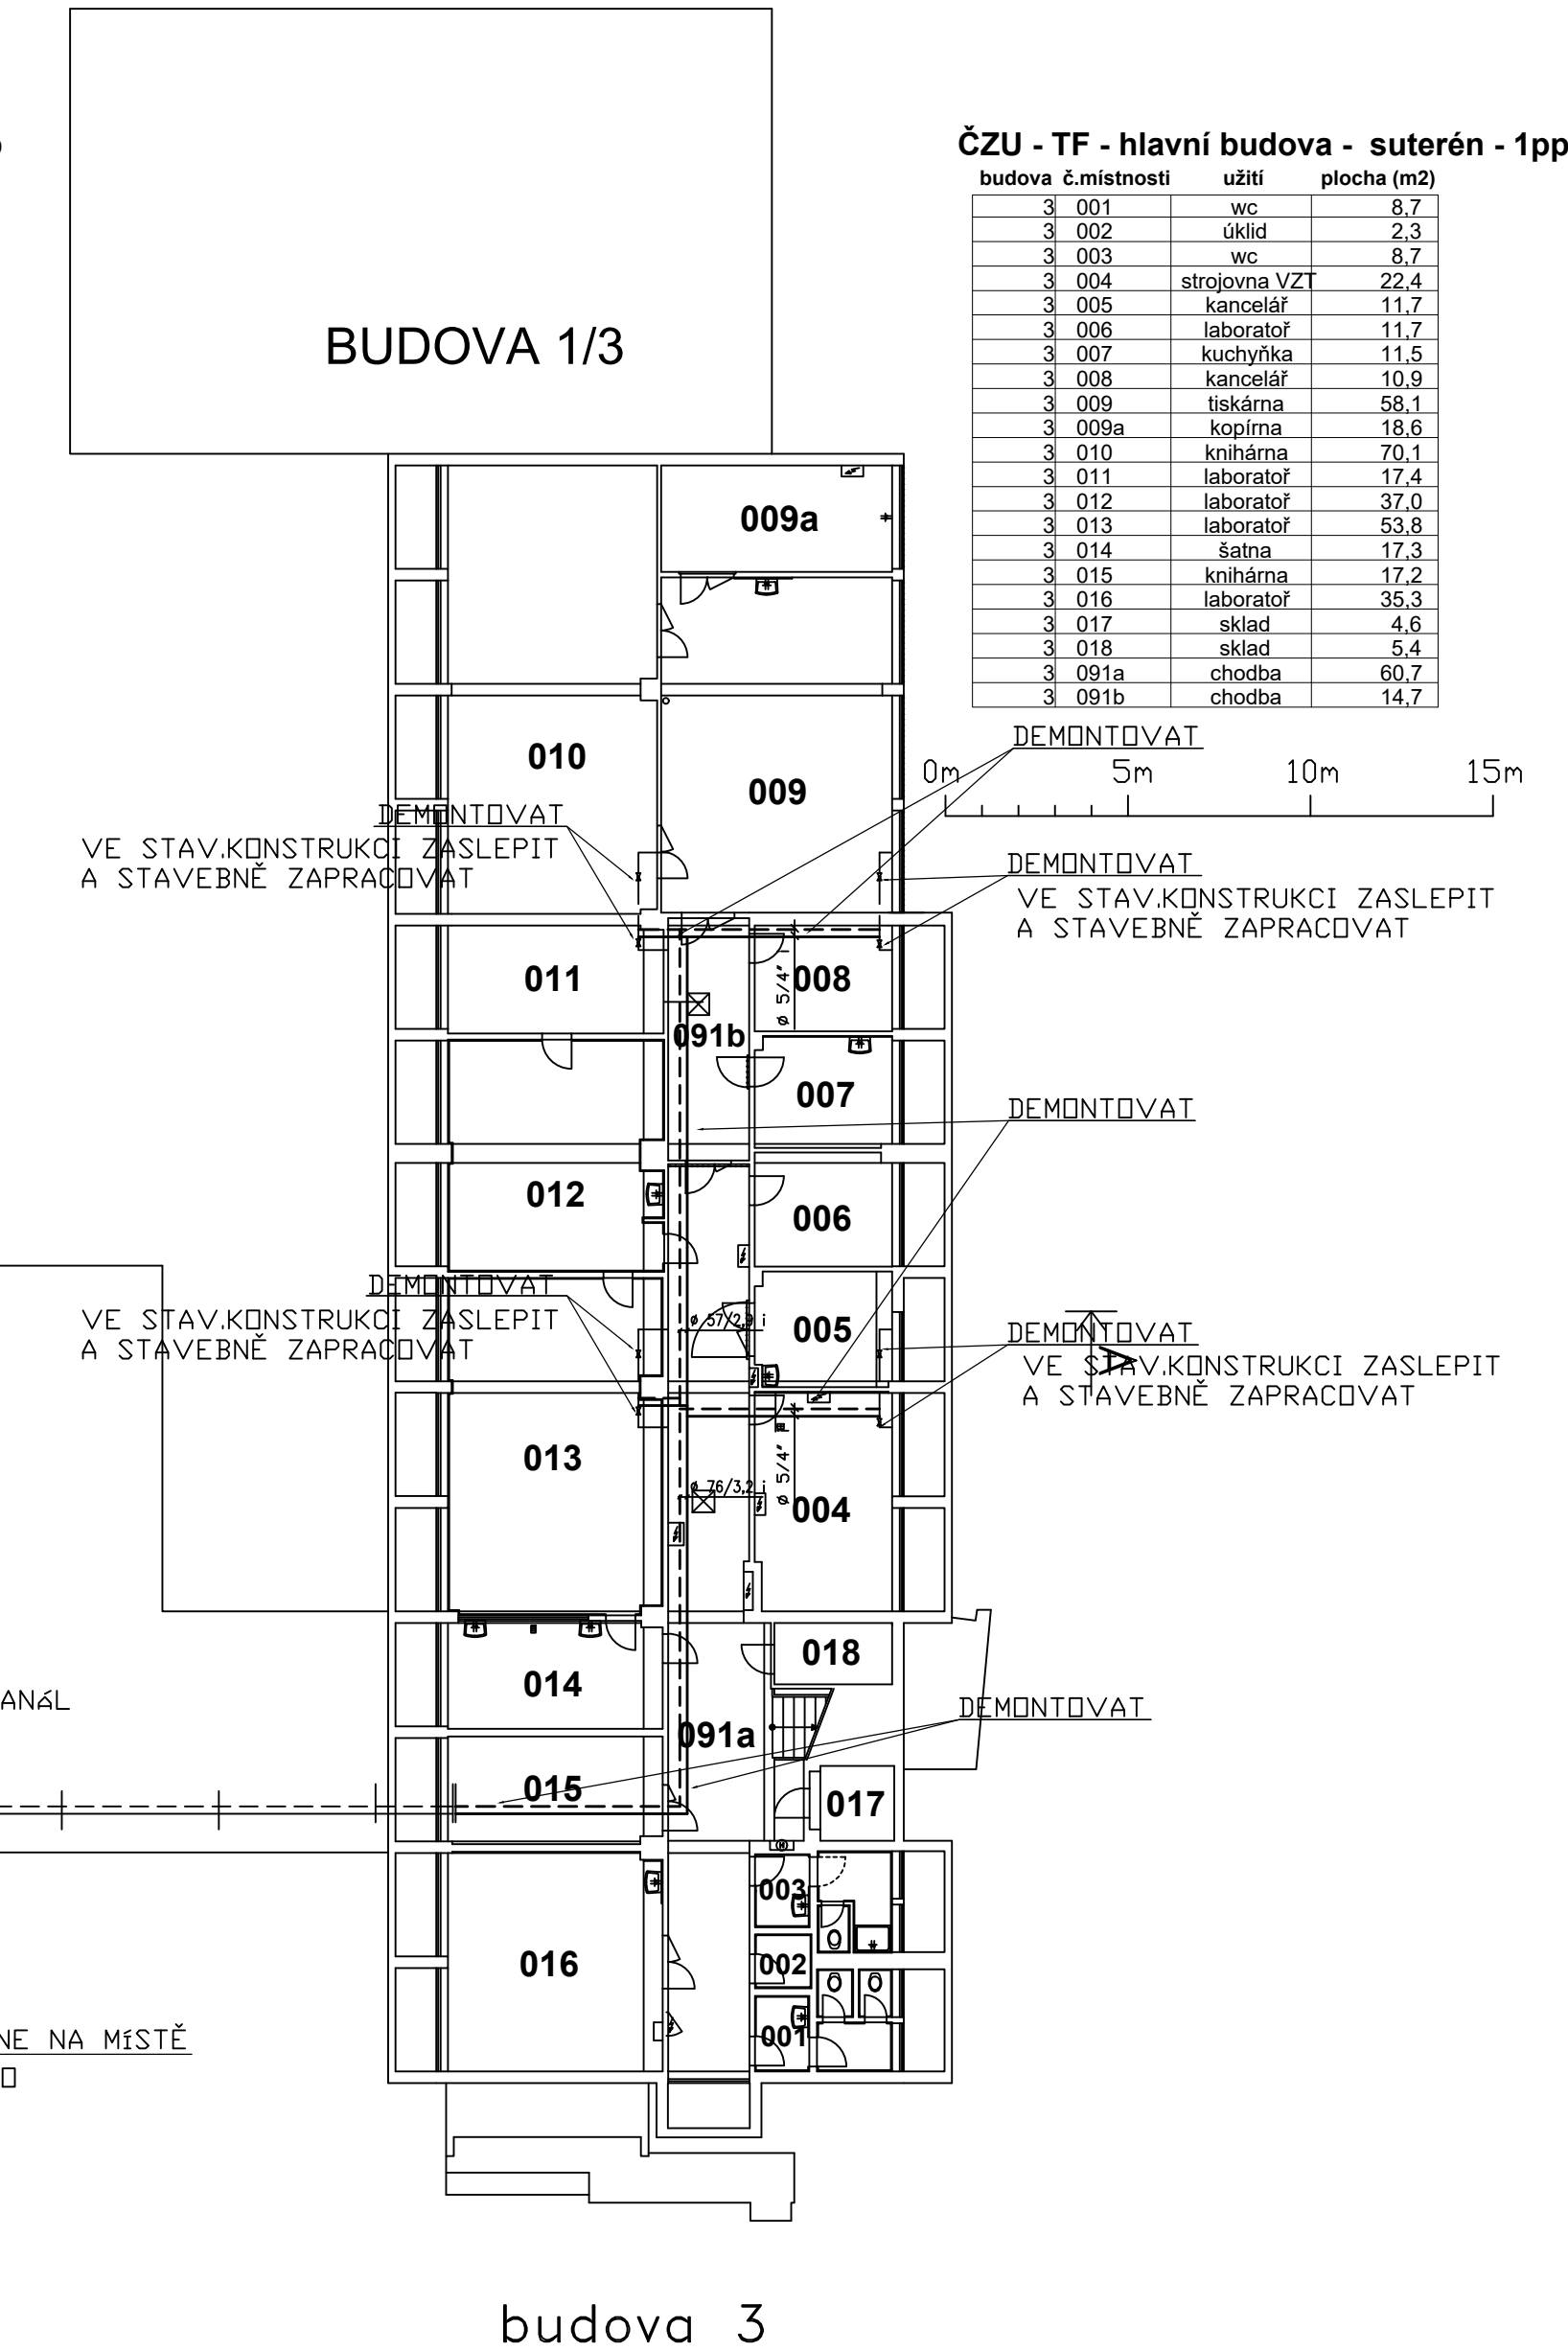 BUDOVA 1/3
ČZU - TF - hlavní budova - suterén - 1pp
budova č.místnosti užití plocha (m2)
3 001 wc 8,7
3 002 úklid 2,3
3 003 wc 8,7
3 004 strojovna VZT 22,4
3 005 kancelář 11,7
3 006 laboratoř 11,7
3 007 kuchyňka 11,5
3 008 kancelář 10,9
3 009 tiskárna 58,1
3 009a kopírna 18,6
3 010 knihárna 70,1
3 011 laboratoř 17,4
3 012 laboratoř 37,0
3 013 laboratoř 53,8
3 014 šatna 17,3
3 015 knihárna 17,2
3 016 laboratoř 35,3
3 017 sklad 4,6
3 018 sklad 5,4
3 091a chodba 60,7
3 091b chodba 14,7
009a
DEMONTOVAT
010
009
0m 5m 10m 15m
DEMONTOVAT
VE STAV.KONSTRUKCI ZASLEPIT
A STAVEBNĚ ZAPRACOVAT
DEMONTOVAT
VE STAV.KONSTRUKCI ZASLEPIT
A STAVEBNĚ ZAPRACOVAT
011
008
ø 5/4"
091b
007
DEMONTOVAT
012
006
DEMONTOVAT
VE STAV.KONSTRUKCI ZASLEPIT
A STAVEBNĚ ZAPRACOVAT
ø 57/2,9 i
005
DEMONTOVAT
VE STAV.KONSTRUKCI ZASLEPIT
A STAVEBNĚ ZAPRACOVAT
A
013
ø 76/3,2 i
ø 5/4"
004
018
014
ANÁL
091a
DEMONTOVAT
015
017
003
016
002
001
NE NA MÍSTĚ
O
budova 3